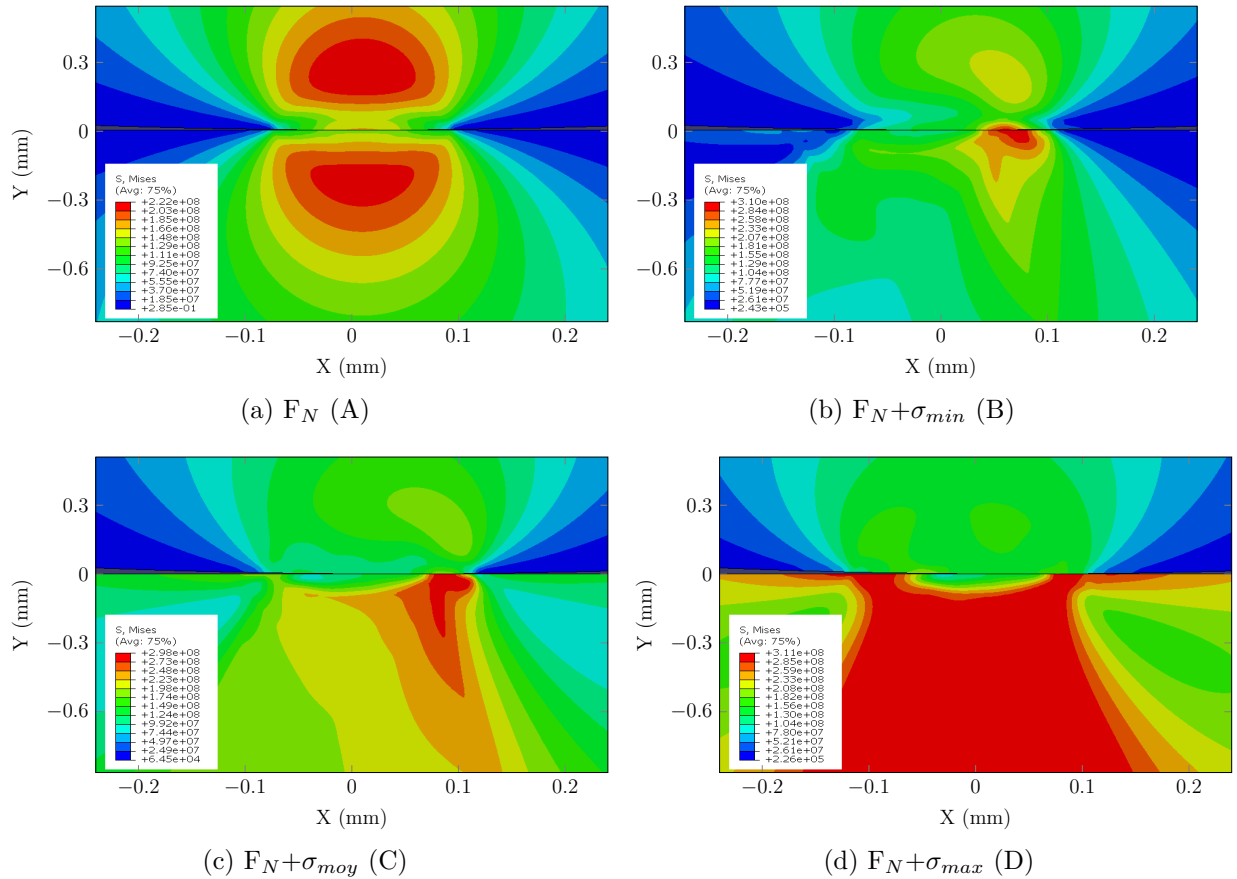 0.3
0
−0.3
−0.6
Y (mm)
S, Mises
(Avg: 75%)
+2.22e+08
+2.03e+08
+1.85e+08
+1.66e+08
+1.48e+08
+1.29e+08
+1.11e+08
+9.25e+07
+7.40e+07
+5.55e+07
+3.70e+07
+1.85e+07
+2.85e-01
−0.2
−0.1
0
0.1
0.2
X (mm)
(a) F_N (A)
0.3
0
−0.3
−0.6
Y (mm)
S, Mises
(Avg: 75%)
+3.10e+08
+2.84e+08
+2.58e+08
+2.33e+08
+2.07e+08
+1.81e+08
+1.55e+08
+1.29e+08
+1.04e+08
+7.77e+07
+5.19e+07
+2.61e+07
+2.43e+05
−0.2
−0.1
0
0.1
0.2
X (mm)
(b) F_N+σ_min (B)
0.3
0
−0.3
−0.6
Y (mm)
S, Mises
(Avg: 75%)
+2.98e+08
+2.73e+08
+2.48e+08
+2.23e+08
+1.98e+08
+1.74e+08
+1.49e+08
+1.24e+08
+9.92e+07
+7.44e+07
+4.97e+07
+2.49e+07
+6.45e+04
−0.2
−0.1
0
0.1
0.2
X (mm)
(c) F_N+σ_moy (C)
0.3
0
−0.3
−0.6
Y (mm)
S, Mises
(Avg: 75%)
+3.11e+08
+2.85e+08
+2.59e+08
+2.33e+08
+2.08e+08
+1.82e+08
+1.56e+08
+1.30e+08
+1.04e+08
+7.80e+07
+5.21e+07
+2.61e+07
+2.26e+05
−0.2
−0.1
0
0.1
0.2
X (mm)
(d) F_N+σ_max (D)